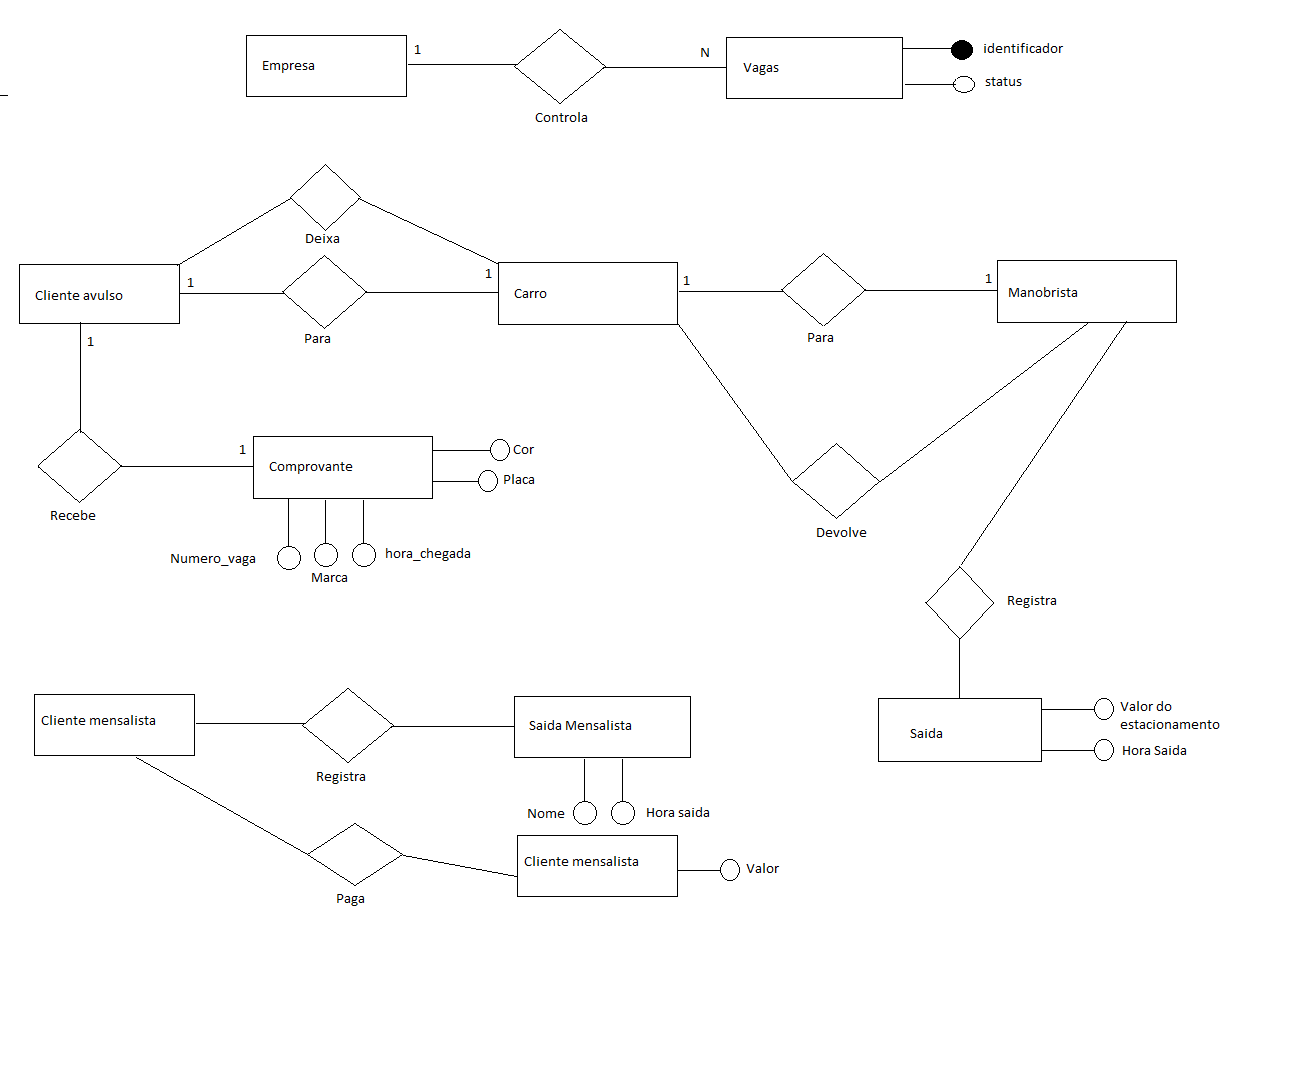 Empresa
1
Controla
N
Vagas
identificador
status
Deixa
Cliente avulso
1
Para
1
Carro
1
Para
1
Manobrista
1
Recebe
1
Comprovante
Cor
Placa
Numero_vaga
Marca
hora_chegada
Devolve
Registra
Saida
Valor do
estacionamento
Hora Saida
Cliente mensalista
Registra
Saida Mensalista
Nome
Hora saida
Paga
Cliente mensalista
Valor